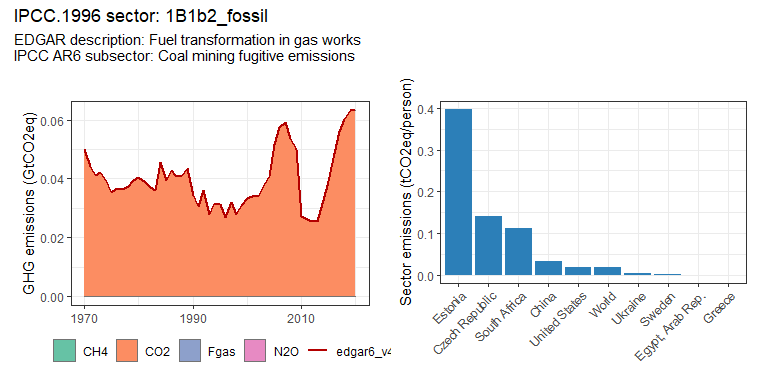 IPCC.1996 sector: 1B1b2_fossil
EDGAR description: Fuel transformation in gas works
IPCC AR6 subsector: Coal mining fugitive emissions
GHG emissions (GtCO2eq)
0.06
0.04
0.02
0.00
1970
1990
2010
CH4
CO2
Fgas
N2O
edgar6_v4
Sector emissions (tCO2eq/person)
0.4
0.3
0.2
0.1
0.0
Estonia
Czech Republic
South Africa
China
United States
World
Ukraine
Sweden
Egypt, Arab Rep.
Greece